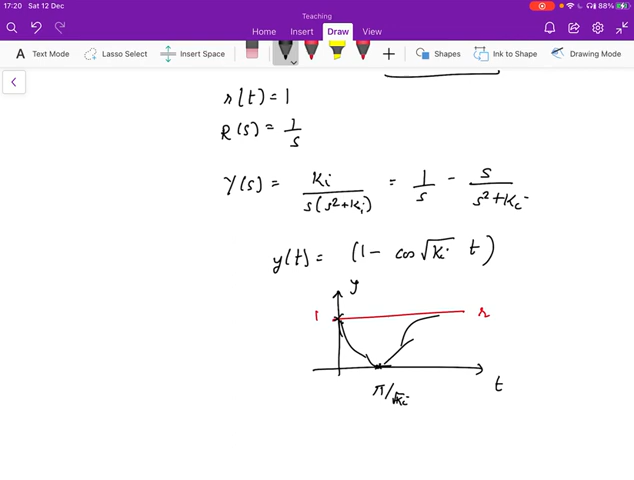 17:20 Sat 12 Dec
88%
Teaching
Home Insert Draw View
Text Mode Lasso Select Insert Space Shapes Ink to Shape Drawing Mode
r(t) = 1
R(s) = 1/s
Y(s) = Ki / s(s²+Ki) = 1/s - s/(s²+Ki)
y(t) = (1 - cos √Ki t)
y
1 r
t
π/√Ki